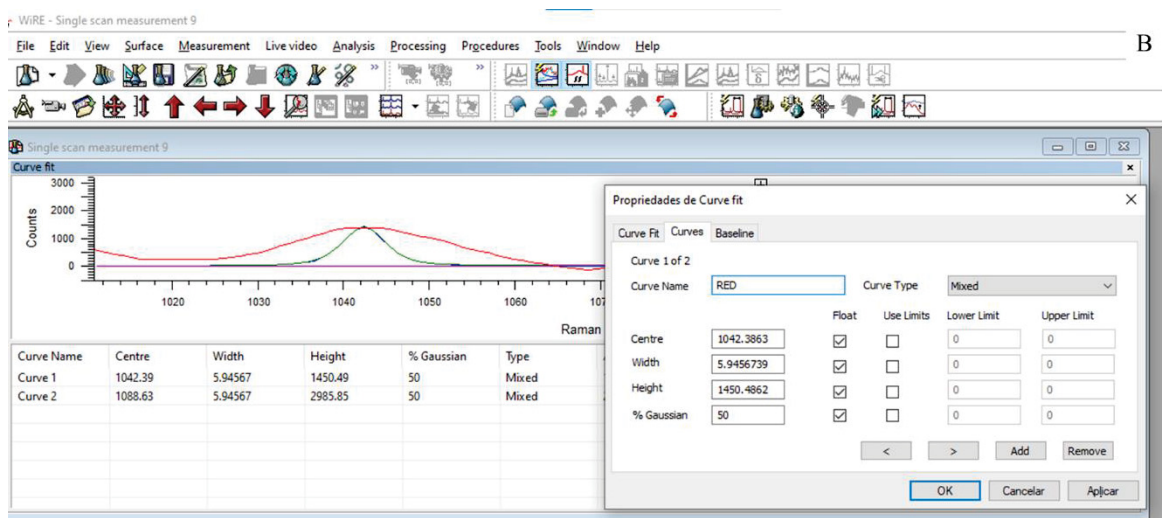 WiRE - Single scan measurement 9
File Edit View Surface Measurement Live video Analysis Processing Procedures Tools Window Help
B
Single scan measurement 9
Curve fit
Counts
3000
2000
1000
0
1020 1030 1040 1050 1060
Raman
Curve Name Centre Width Height % Gaussian Type
Curve 1 1042.39 5.94567 1450.49 50 Mixed
Curve 2 1088.63 5.94567 2985.85 50 Mixed
Propriedades de Curve fit
Curve Fit Curves Baseline
Curve 1 of 2
Curve Name RED Curve Type Mixed
Float Use Limits Lower Limit Upper Limit
Centre 1042.3863 0 0
Width 5.9456739 0 0
Height 1450.4862 0 0
% Gaussian 50 0 0
< > Add Remove
OK Cancelar Aplicar